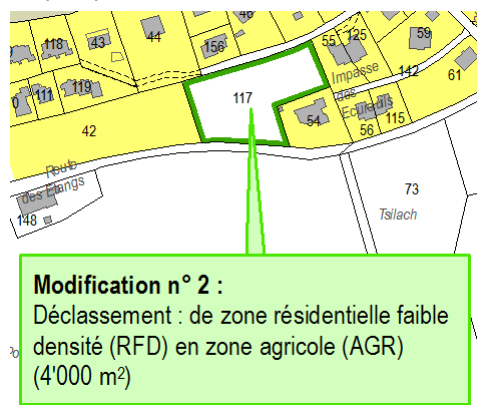 46
118
43
44
156
55
125
59
Impasse
des
Ecureuils
142
61
111
119
117
54
56
115
42
Route
des Etangs
148
73
Tsilach
Modification n° 2 :
Déclassement : de zone résidentielle faible
densité (RFD) en zone agricole (AGR)
(4'000 m²)